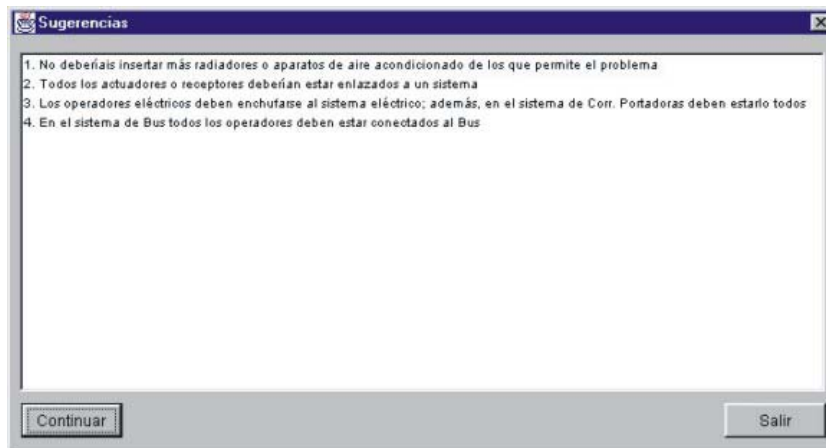 Sugerencias
1. No deberíais insertar más radiadores o aparatos de aire acondicionado de los que permite el problema
2. Todos los actuadores o receptores deberían estar enlazados a un sistema
3. Los operadores eléctricos deben enchufarse al sistema eléctrico; además, en el sistema de Corr. Portadoras deben estarlo todos
4. En el sistema de Bus todos los operadores deben estar conectados al Bus
Continuar
Salir